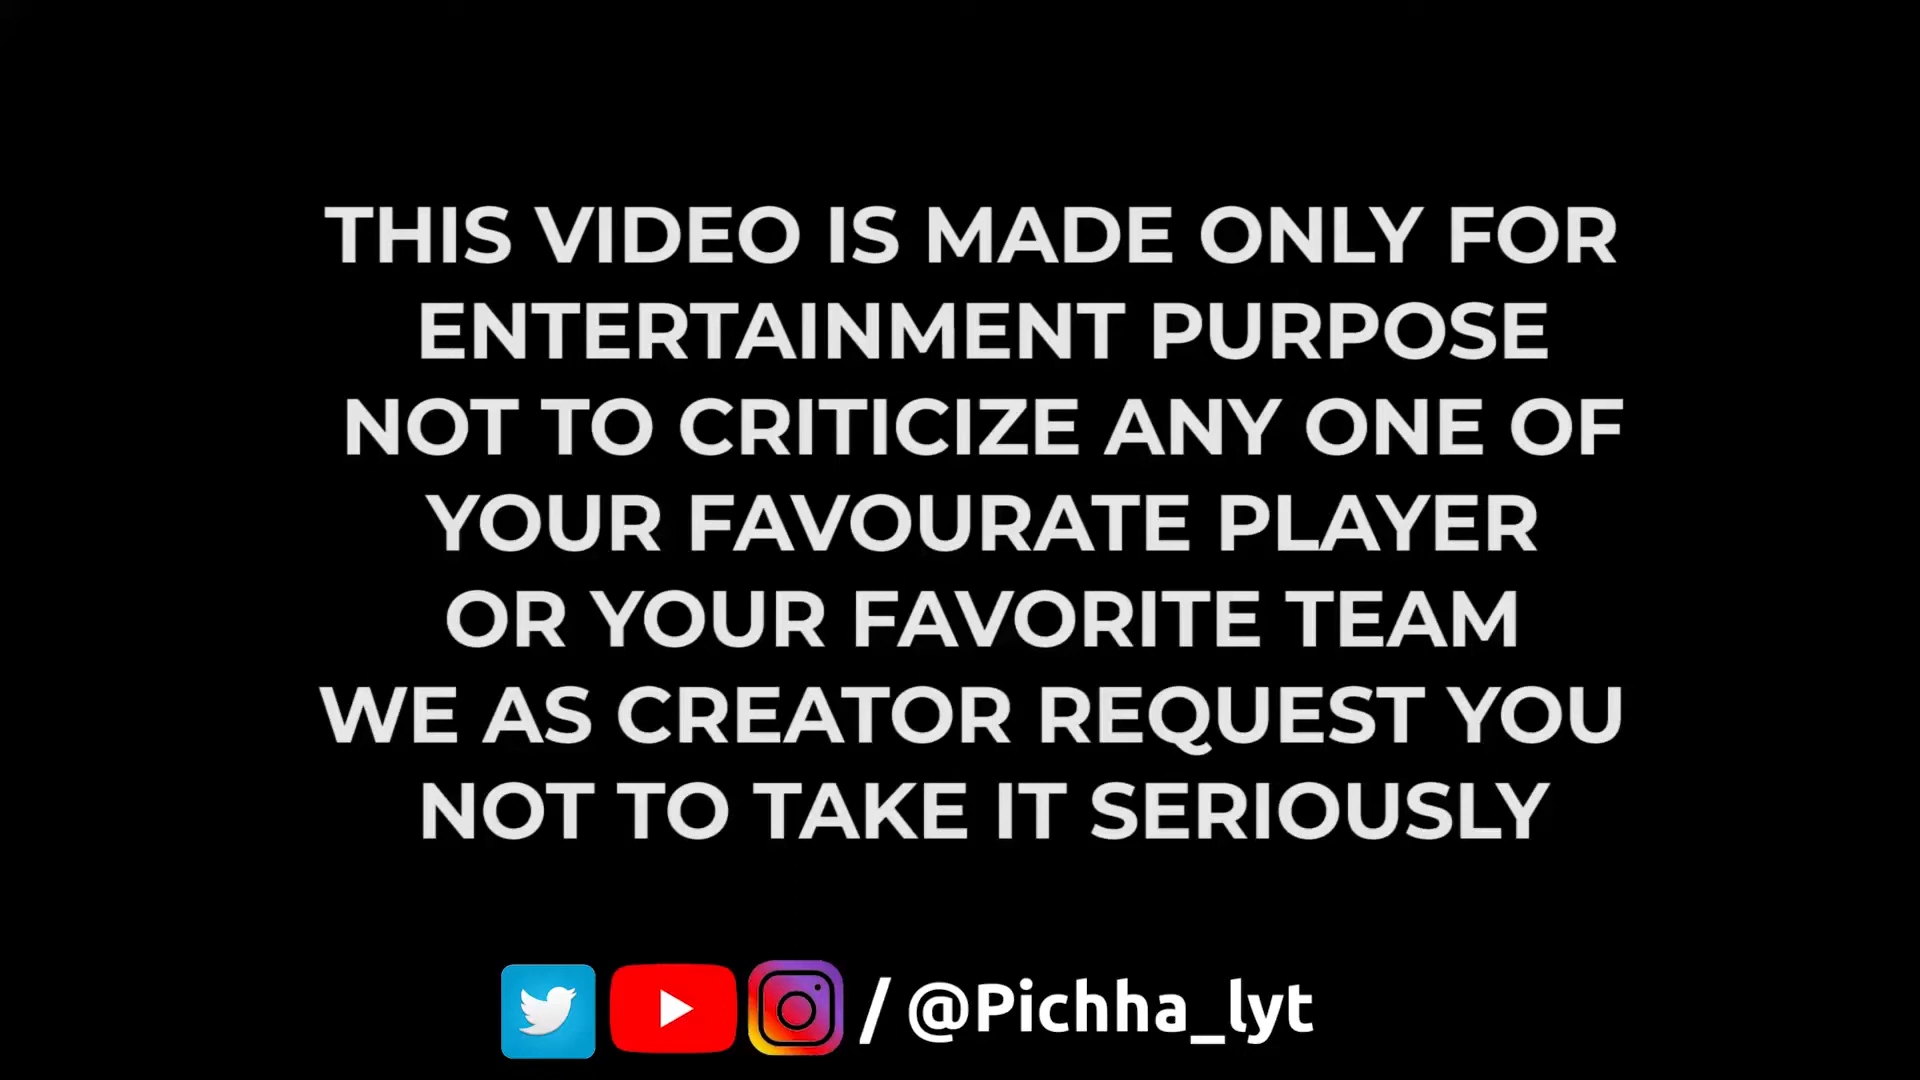 THIS VIDEO IS MADE ONLY FOR
ENTERTAINMENT PURPOSE
NOT TO CRITICIZE ANY ONE OF
YOUR FAVOURATE PLAYER
OR YOUR FAVORITE TEAM
WE AS CREATOR REQUEST YOU
NOT TO TAKE IT SERIOUSLY
/ @Pichha_lyt